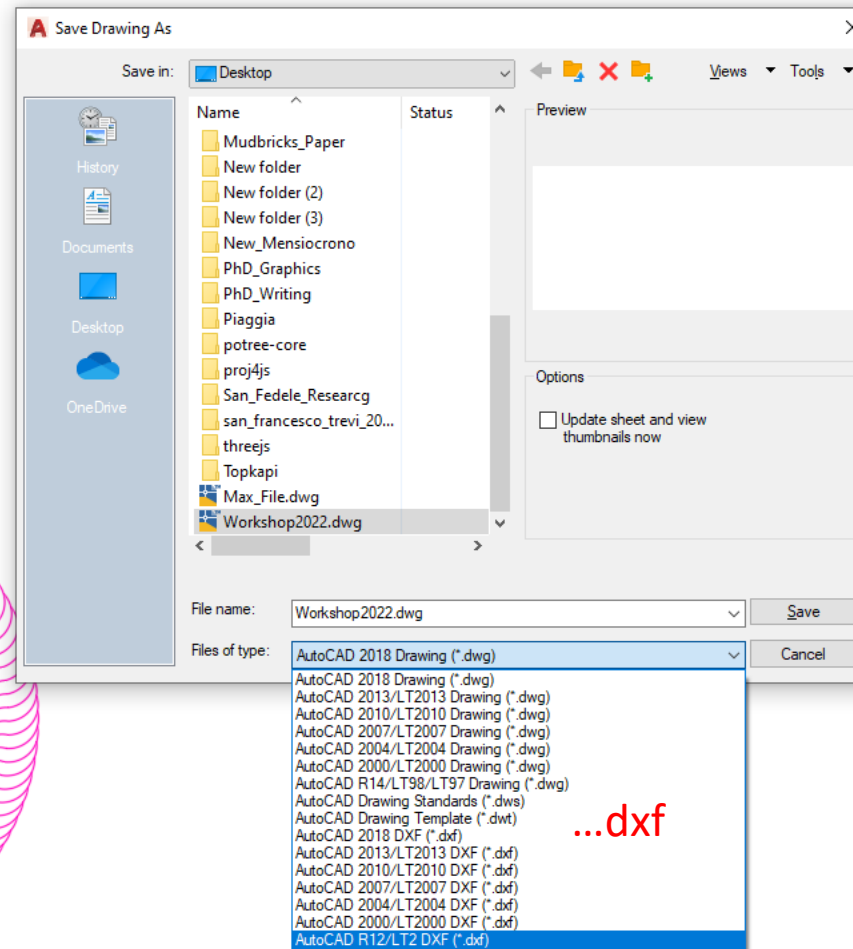 Save Drawing As
Save in: Desktop Views Tools
Name Status
Mudbricks_Paper
New folder
New folder (2)
New folder (3)
New_Mensiocrono
PhD_Graphics
PhD_Writing
Piaggia
potree-core
proj4js
San_Fedele_Researcg
san_francesco_trevi_20...
threejs
Topkapi
Max_File.dwg
Workshop2022.dwg
History
Documents
Desktop
OneDrive
Preview
Options
Update sheet and view
thumbnails now
File name: Workshop2022.dwg Save
Files of type: AutoCAD 2018 Drawing (*.dwg) Cancel
AutoCAD 2018 Drawing (*.dwg)
AutoCAD 2013/LT2013 Drawing (*.dwg)
AutoCAD 2010/LT2010 Drawing (*.dwg)
AutoCAD 2007/LT2007 Drawing (*.dwg)
AutoCAD 2004/LT2004 Drawing (*.dwg)
AutoCAD 2000/LT2000 Drawing (*.dwg)
AutoCAD R14/LT98/LT97 Drawing (*.dwg)
AutoCAD Drawing Standards (*.dws)
AutoCAD Drawing Template (*.dwt)
AutoCAD 2018 DXF (*.dxf)
AutoCAD 2013/LT2013 DXF (*.dxf)
AutoCAD 2010/LT2010 DXF (*.dxf)
AutoCAD 2007/LT2007 DXF (*.dxf)
AutoCAD 2004/LT2004 DXF (*.dxf)
AutoCAD 2000/LT2000 DXF (*.dxf)
AutoCAD R12/LT2 DXF (*.dxf)
...dxf